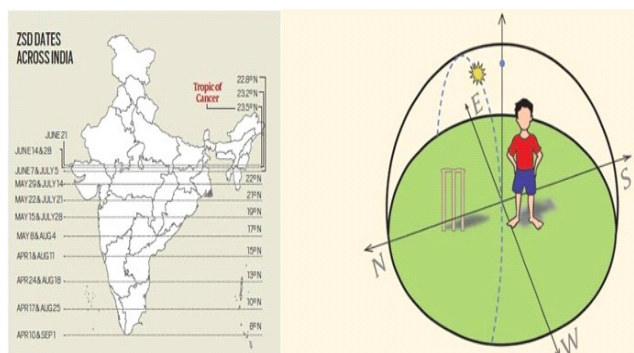 ZSD DATES
ACROSS INDIA
Tropic of
Cancer
22.8°N
23.2°N
23.5°N
JUNE 21
JUNE 14 & 28
JUNE 7 & JULY 5
22°N
MAY 29 & JULY 14
21°N
MAY 22 & JULY 21
19°N
MAY 15 & JULY 28
17°N
MAY 8 & AUG 4
15°N
APR 1 & AUG 11
13°N
APR 24 & AUG 18
10°N
APR 17 & AUG 25
8°N
APR 10 & SEP 1
E
S
N
W